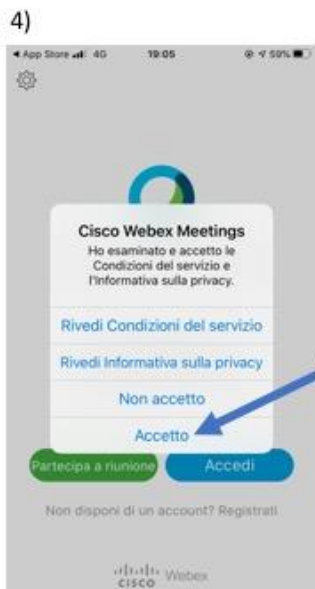 4)
App Store 4G 19:05 59%
Cisco Webex Meetings
Ho esaminato e accetto le
Condizioni del servizio e
l'Informativa sulla privacy.
Rivedi Condizioni del servizio
Rivedi Informativa sulla privacy
Non accetto
Accetto
Partecipa a riunione Accedi
Non disponi di un account? Registrati
CISCO Webex